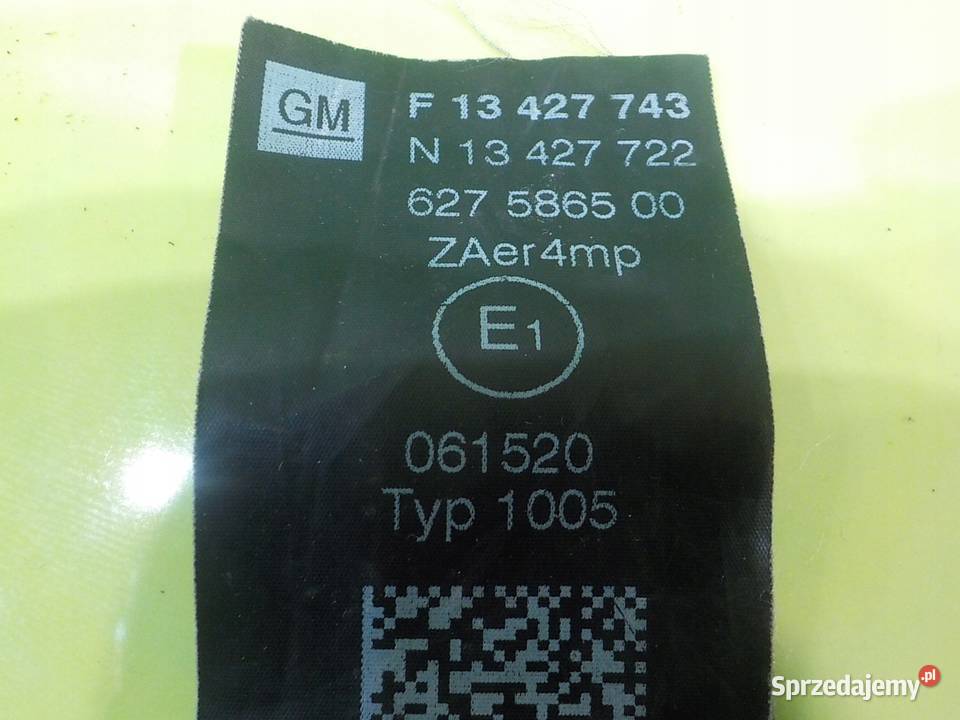 GM
F 13 427 743
N 13 427 722
627 5865 00
ZAer4mp
E1
061520
Typ 1005
Sprzedajemy.pl